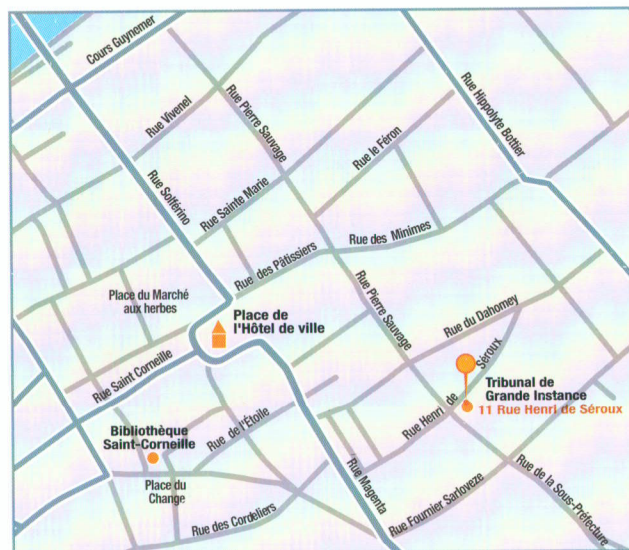 Cours Guynemer
Rue Vivenel
Rue Pierre Sauvage
Rue Hippolyte Bottier
Rue le Féron
Rue Solférino
Rue Sainte Marie
Rue des Minimes
Rue des Pâtissiers
Place du Marché
aux herbes
Place de
l'Hôtel de ville
Rue Pierre Sauvage
Rue du Dahomey
Rue Saint Corneille
Rue Henri de Séroux
Tribunal de
Grande Instance
11 Rue Henri de Séroux
Bibliothèque
Saint-Corneille
Rue de l'Étoile
Place du
Change
Rue Magenta
Rue de la Sous-Préfecture
Rue des Cordeliers
Rue Fournier Sarloveze